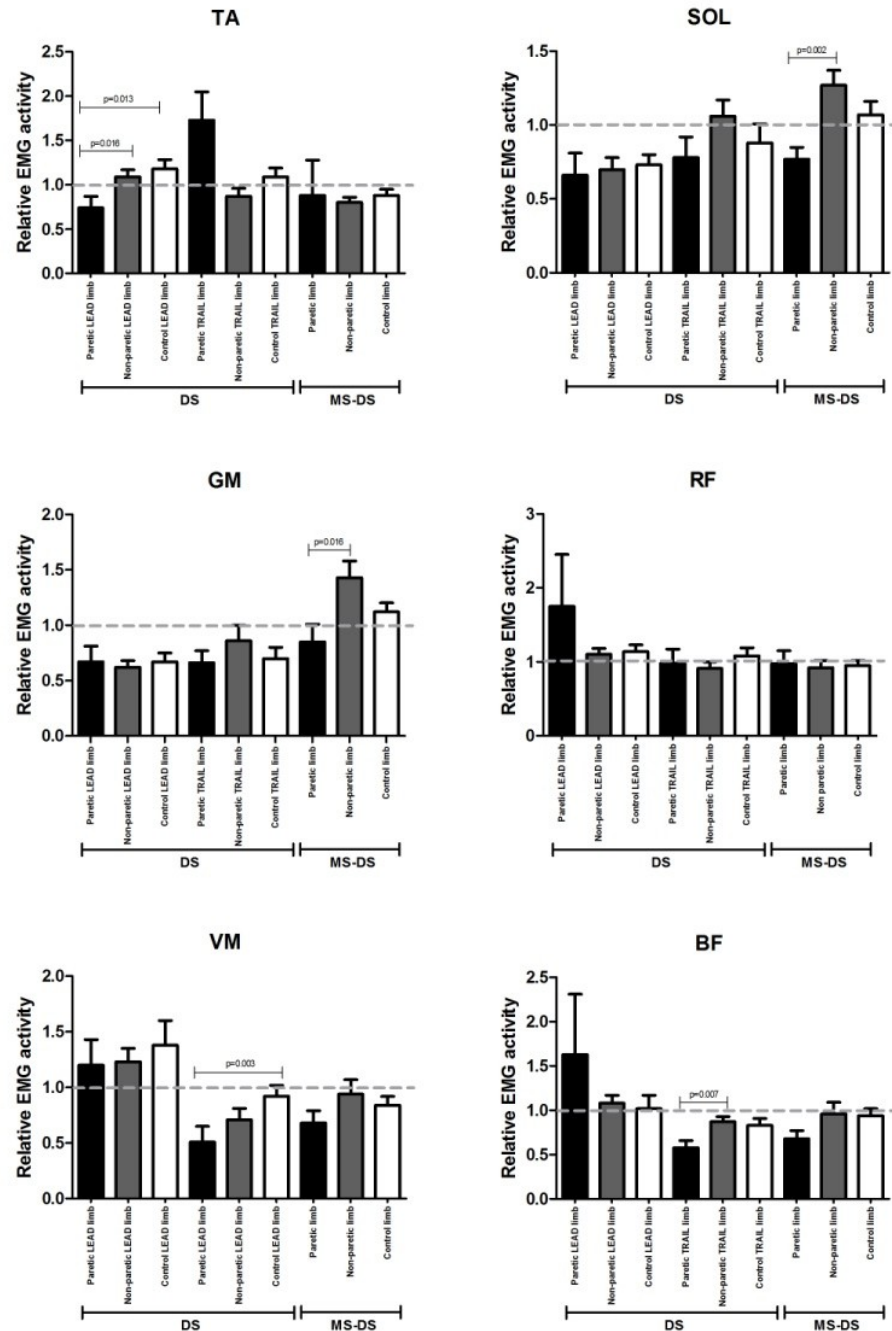 TA
Relative EMG activity
2.5
2.0
1.5
1.0
0.5
0.0
p=0.013
p=0.016
Paretic LEAD limb
Non-paretic LEAD limb
Control LEAD limb
Paretic TRAIL limb
Non-paretic TRAIL limb
Control TRAIL limb
Paretic limb
Non-paretic limb
Control limb
DS
MS-DS
SOL
Relative EMG activity
1.5
1.0
0.5
0.0
p=0.002
Paretic LEAD limb
Non-paretic LEAD limb
Control LEAD limb
Paretic TRAIL limb
Non-paretic TRAIL limb
Control TRAIL limb
Paretic limb
Non-paretic limb
Control limb
DS
MS-DS
GM
Relative EMG activity
2.0
1.5
1.0
0.5
0.0
p=0.016
Paretic LEAD limb
Non-paretic LEAD limb
Control LEAD limb
Paretic TRAIL limb
Non-paretic TRAIL limb
Control TRAIL limb
Paretic limb
Non-paretic limb
Control limb
DS
MS-DS
RF
Relative EMG activity
3
2
1
0
Paretic LEAD limb
Non-paretic LEAD limb
Control LEAD limb
Paretic TRAIL limb
Non-paretic TRAIL limb
Control TRAIL limb
Paretic limb
Non paretic limb
Control limb
DS
MS-DS
VM
Relative EMG activity
2.0
1.5
1.0
0.5
0.0
p=0.003
Paretic LEAD limb
Non-paretic LEAD limb
Control LEAD limb
Paretic LEAD limb
Non-paretic LEAD limb
Control LEAD limb
Paretic limb
Non-paretic limb
Control limb
DS
MS-DS
BF
Relative EMG activity
2.5
2.0
1.5
1.0
0.5
0.0
p=0.007
Paretic LEAD limb
Non-paretic LEAD limb
Control LEAD limb
Paretic TRAIL limb
Non-paretic TRAIL limb
Control TRAIL limb
Paretic limb
Non-paretic limb
Control limb
DS
MS-DS